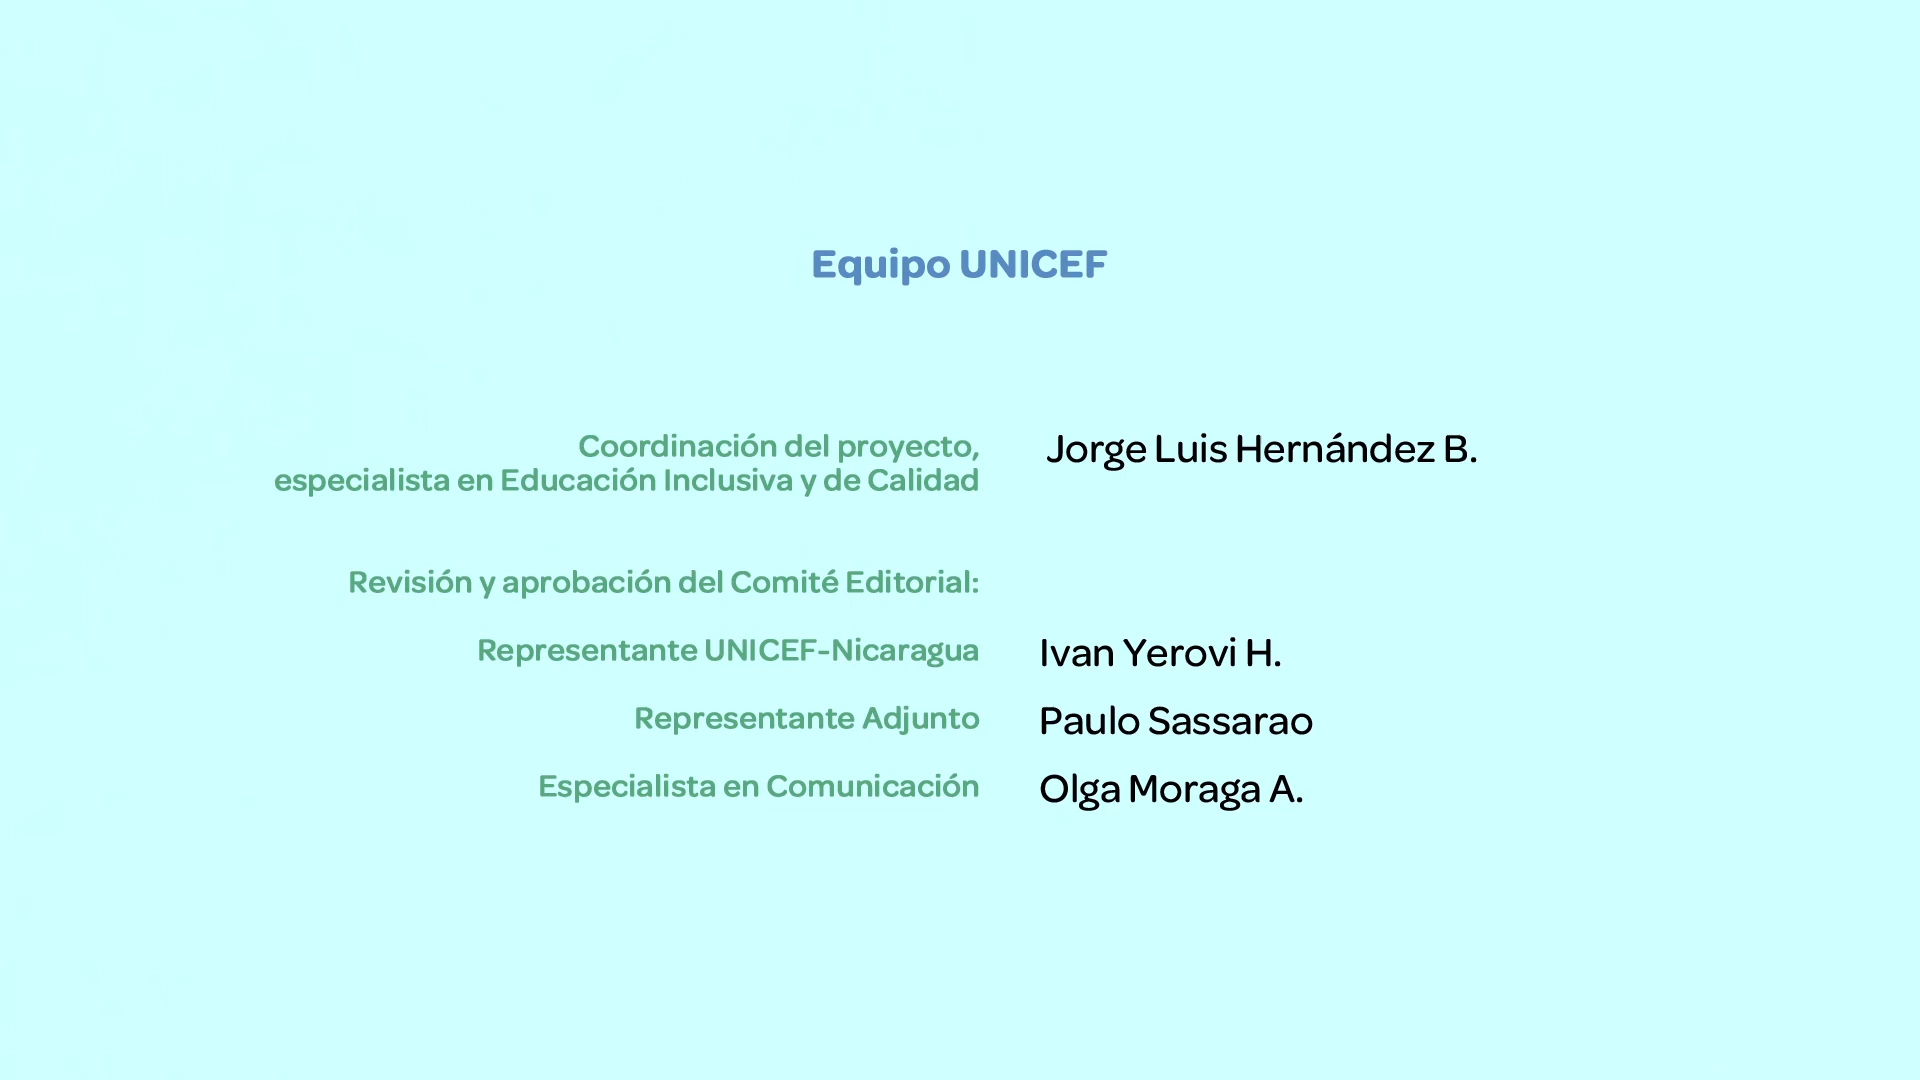 Equipo UNICEF
Coordinación del proyecto,
especialista en Educación Inclusiva y de Calidad
Jorge Luis Hernández B.
Revisión y aprobación del Comité Editorial:
Representante UNICEF-Nicaragua Ivan Yerovi H.
Representante Adjunto Paulo Sassarao
Especialista en Comunicación Olga Moraga A.